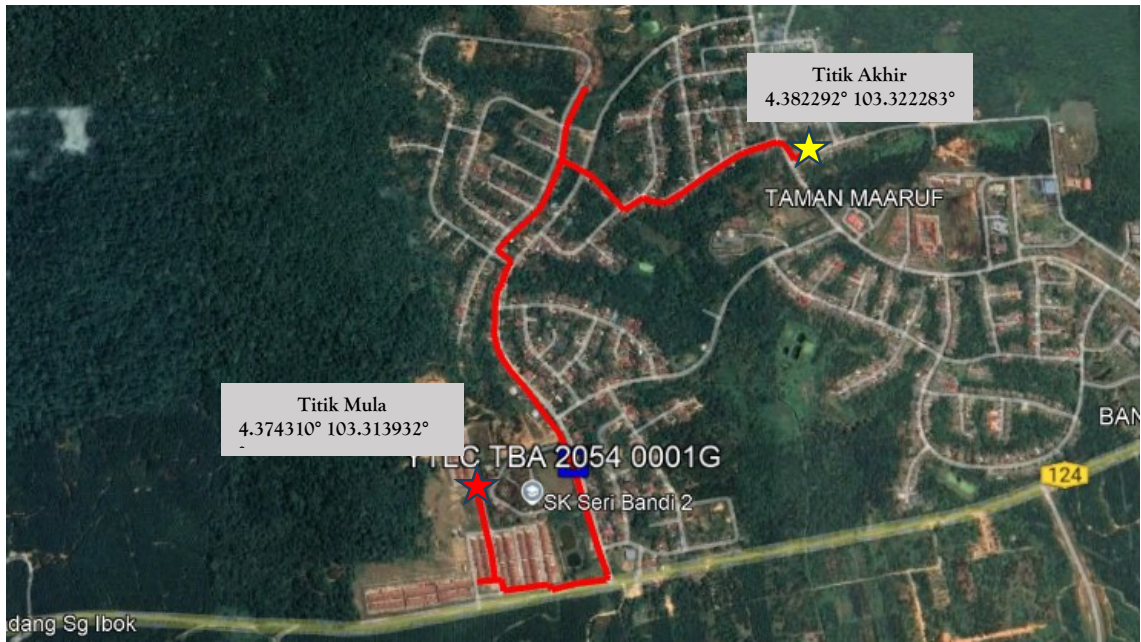 Titik Akhir
4.382292° 103.322283°
TAMAN MAARUF
Titik Mula
4.374310° 103.313932°
°
YTLC TBA 2054 0001G
SK Seri Bandi 2
BAN
124
dang Sg Ibok